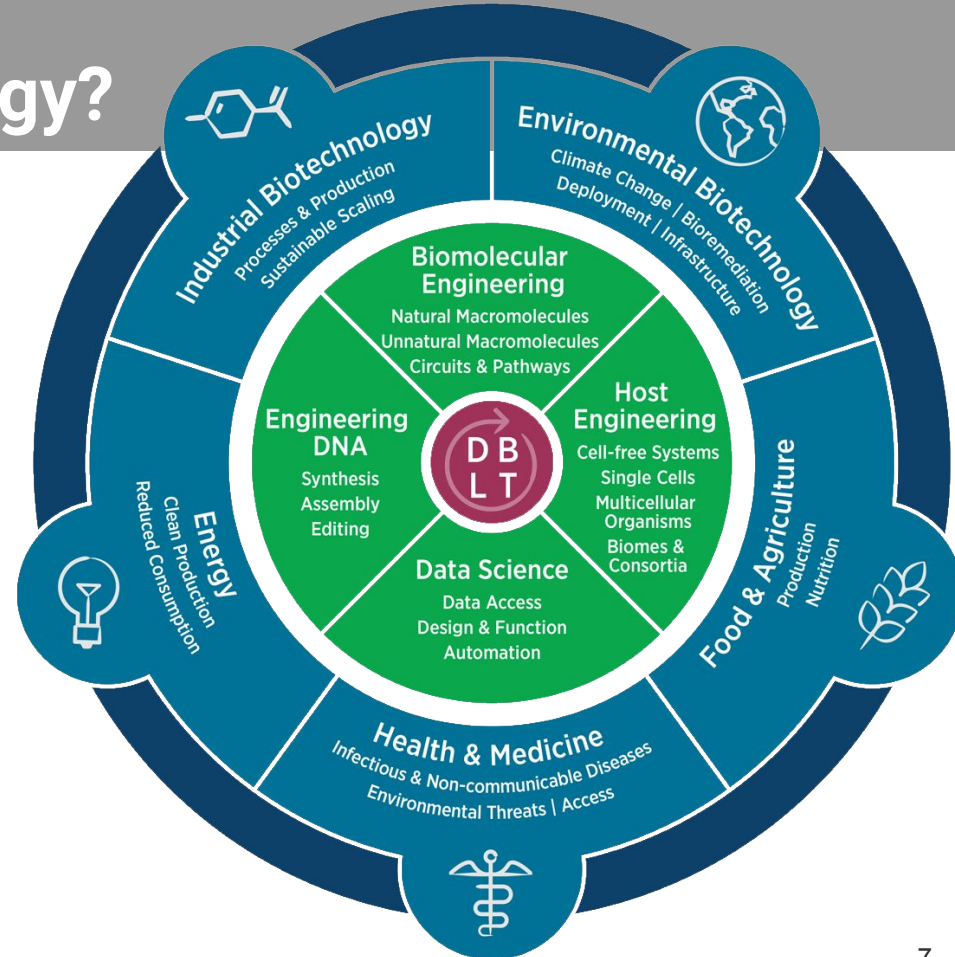 gy?
Industrial Biotechnology
Processes & Production
Sustainable Scaling
Environmental Biotechnology
Climate Change | Bioremediation
Deployment | Infrastructure
Biomolecular
Engineering
Natural Macromolecules
Unnatural Macromolecules
Circuits & Pathways
Engineering
DNA
Synthesis
Assembly
Editing
D B
L T
Host
Engineering
Cell-free Systems
Single Cells
Multicellular
Organisms
Biomes &
Consortia
Data Science
Data Access
Design & Function
Automation
Energy
Clean Production
Reduced Consumption
Food & Agriculture
Production
Nutrition
Health & Medicine
Infectious & Non-communicable Diseases
Environmental Threats | Access